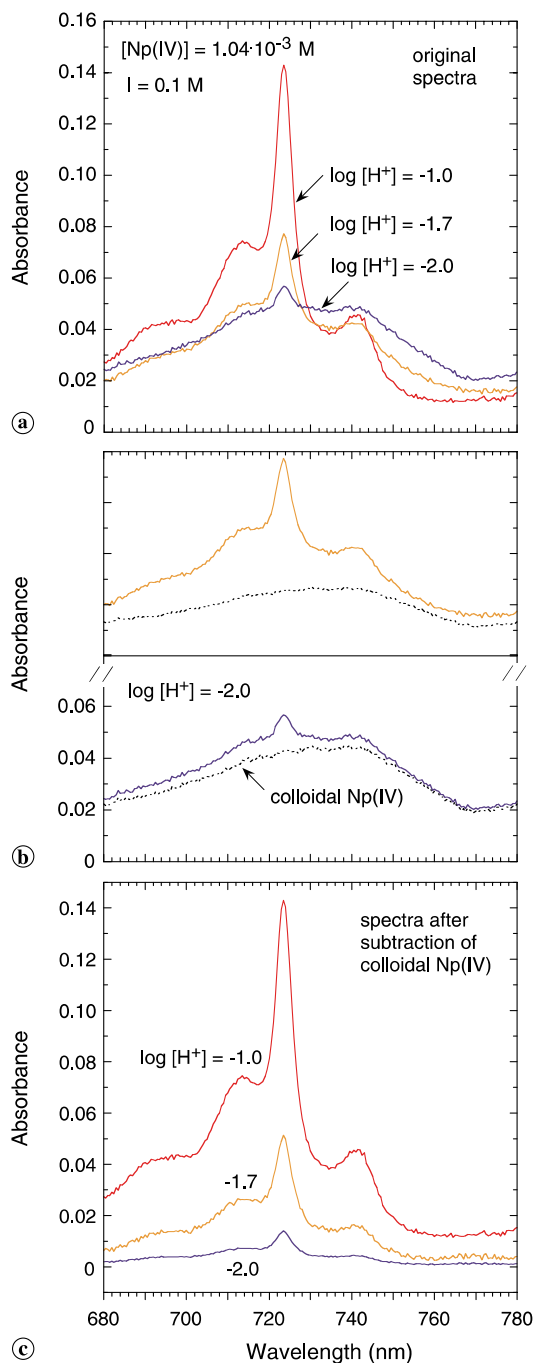 0.16
[Np(IV)] = 1.04·10⁻³ M
original
spectra
0.14
I = 0.1 M
0.12
0.10
log [H⁺] = -1.0
0.08
log [H⁺] = -1.7
log [H⁺] = -2.0
0.06
0.04
0.02
0
Absorbance
a
Absorbance
log [H⁺] = -2.0
0.06
0.04
colloidal Np(IV)
0.02
0
Absorbance
b
0.14
spectra after
subtraction of
colloidal Np(IV)
0.12
0.10
log [H⁺] = -1.0
0.08
0.06
0.04
-1.7
0.02
-2.0
0
Absorbance
680 700 720 740 760 780
Wavelength (nm)
c